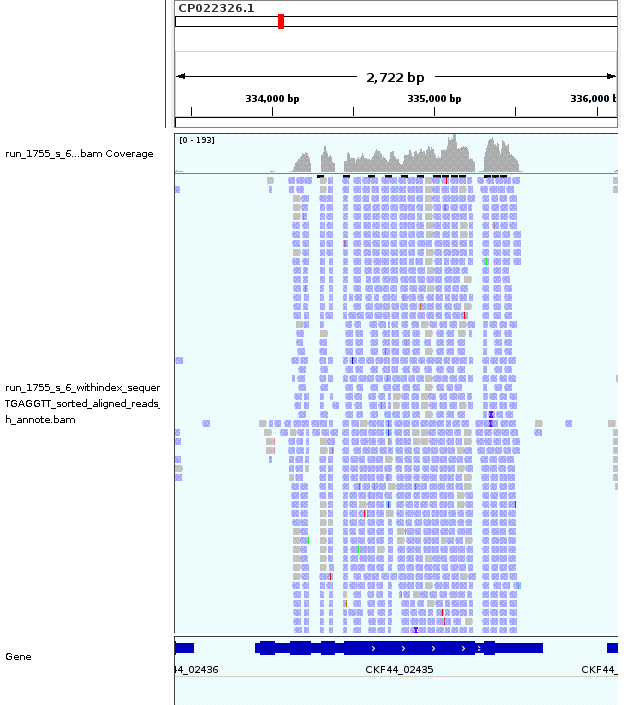 CP022326.1
2,722 bp
334,000 bp 335,000 bp 336,000 b
[0 - 193]
run_1755_s_6...bam Coverage
run_1755_s_6_withindex_sequer
TGAGGTT_sorted_aligned_reads_
h_annote.bam
Gene
44_02436 CKF44_02435 CKF44_